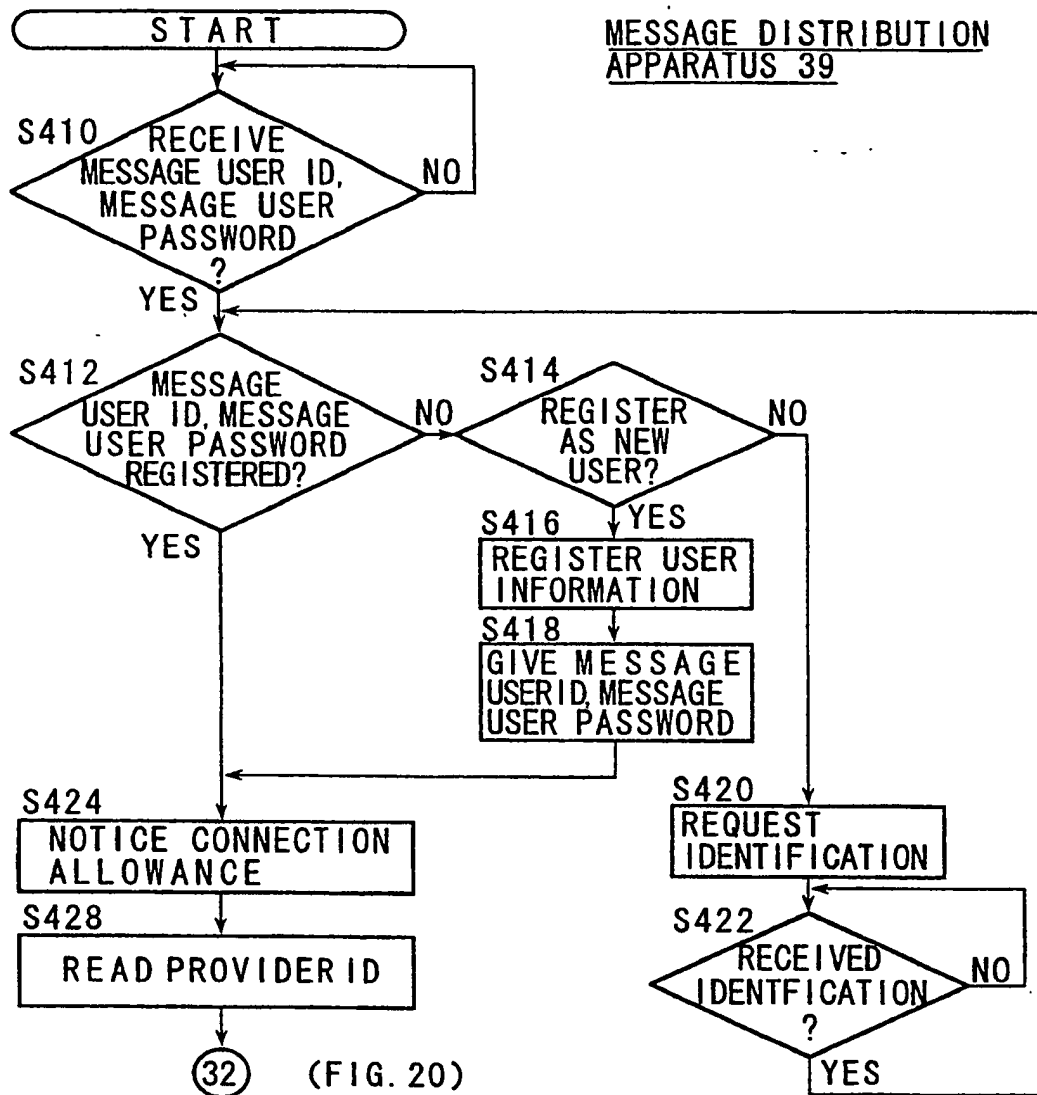 START
MESSAGE DISTRIBUTION
APPARATUS 39
S410
RECEIVE
MESSAGE USER ID,
MESSAGE USER
PASSWORD
?
NO
YES
S412
MESSAGE
USER ID, MESSAGE
USER PASSWORD
REGISTERED?
NO
YES
S414
REGISTER
AS NEW
USER?
NO
YES
S416
REGISTER USER
INFORMATION
S418
GIVE MESSAGE
USER ID, MESSAGE
USER PASSWORD
S424
NOTICE CONNECTION
ALLOWANCE
S420
REQUEST
IDENTIFICATION
S428
READ PROVIDER ID
S422
RECEIVED
IDENTFICATION
?
NO
YES
32 (FIG. 20)